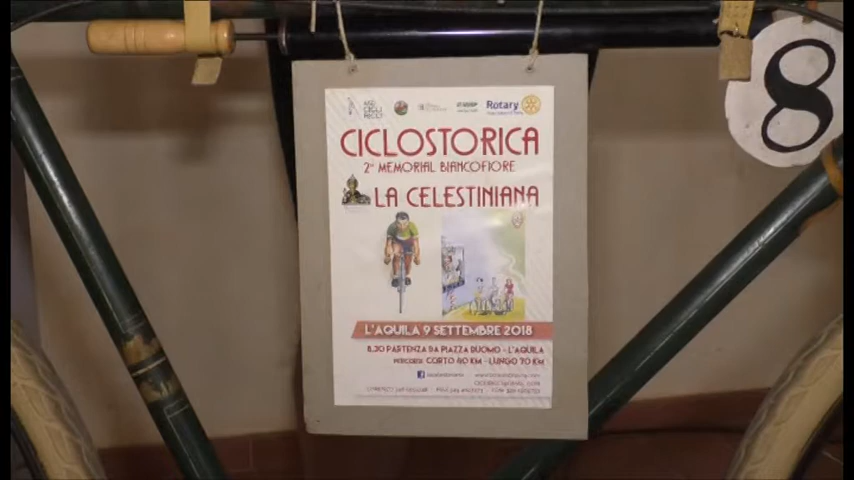 Rotary
CICLOSTORICA
2° MEMORIAL BIANCOFIORE
LA CELESTINIANA
L'AQUILA 9 SETTEMBRE 2018
8.30 PARTENZA DA PIAZZA DUOMO - L'AQUILA
PERCORSI: CORTO 40 KM - LUNGO 70 KM
8